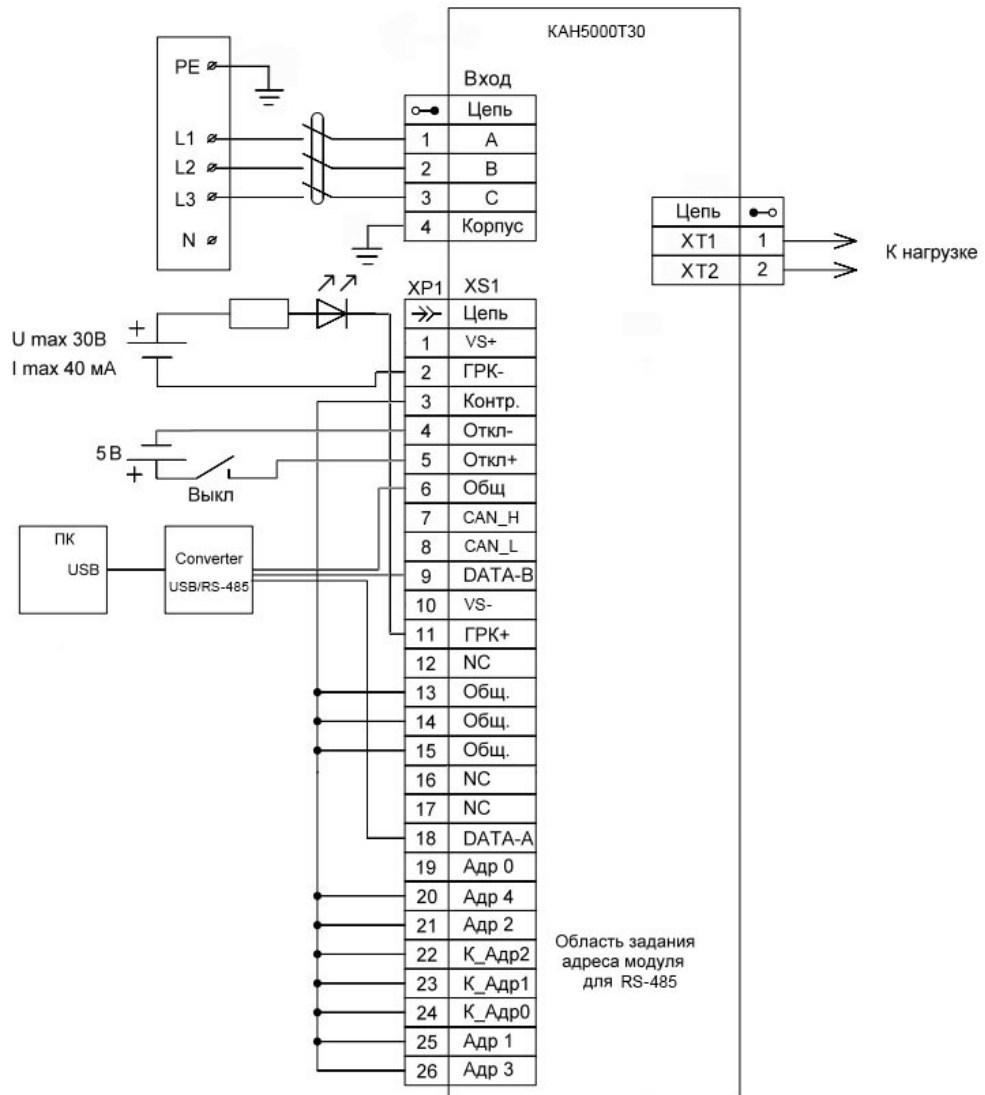 КАН5000Т30
PE
L1
L2
L3
N
Вход
Цепь
1 A
2 B
3 C
4 Корпус
Цепь
XT1 1
XT2 2
К нагрузке
U max 30В
I max 40 мА
+
5 В
+
Выкл
ПК
USB
Converter
USB/RS-485
XP1 XS1
Цепь
1 VS+
2 ГРК-
3 Контр.
4 Откл-
5 Откл+
6 Общ
7 CAN_H
8 CAN_L
9 DATA-B
10 VS-
11 ГРК+
12 NC
13 Общ.
14 Общ.
15 Общ.
16 NC
17 NC
18 DATA-A
19 Адр 0
20 Адр 4
21 Адр 2
22 К_Адр2
23 К_Адр1
24 К_Адр0
25 Адр 1
26 Адр 3
Область задания
адреса модуля
для RS-485